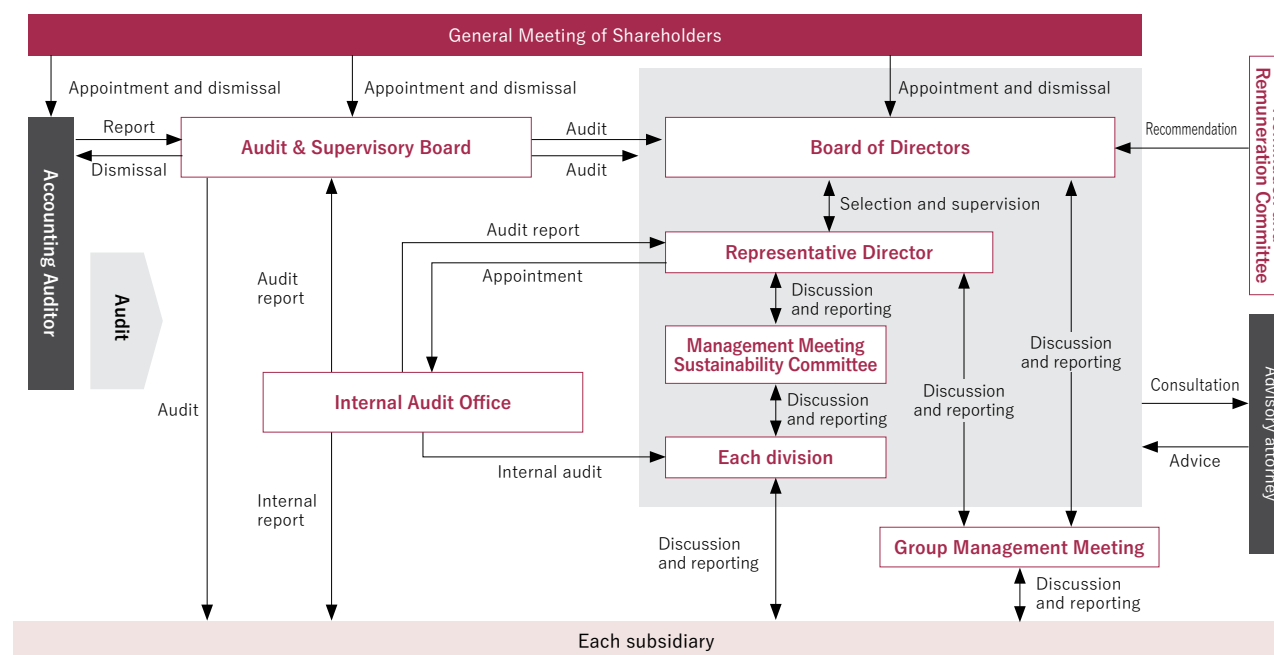 General Meeting of Shareholders
Appointment and dismissal
Appointment and dismissal
Appointment and dismissal
Accounting Auditor
Report
Dismissal
Audit & Supervisory Board
Audit
Audit
Board of Directors
Recommendation
Remuneration Committee
Selection and supervision
Audit report
Appointment
Representative Director
Audit
Audit
report
Discussion
and reporting
Management Meeting
Sustainability Committee
Discussion
and reporting
Discussion
and reporting
Internal Audit Office
Audit
Discussion
and reporting
Consultation
Advice
Advisory attorney
Internal audit
Each division
Internal
report
Discussion
and reporting
Group Management Meeting
Discussion
and reporting
Each subsidiary